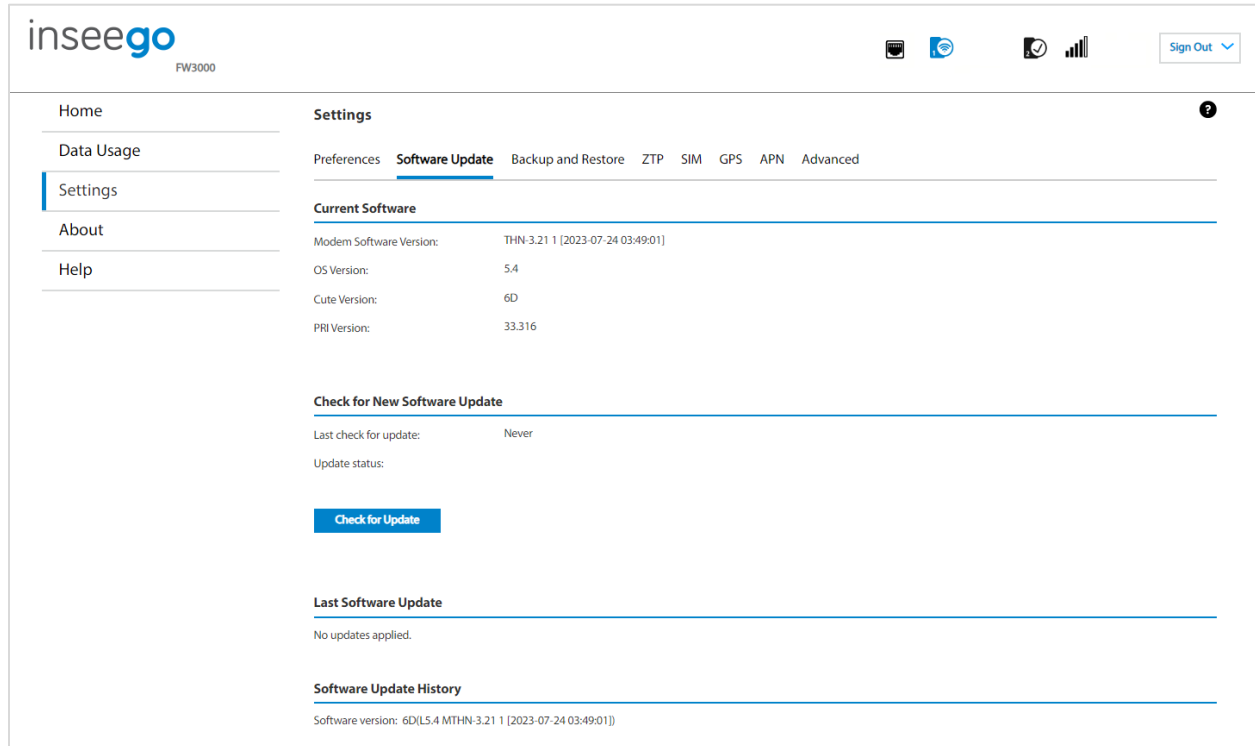 inseego
FW3000
1
2
Sign Out
Home
Data Usage
Settings
About
Help
Settings
?
Preferences Software Update Backup and Restore ZTP SIM GPS APN Advanced
Current Software
Modem Software Version: THN-3.21 1 [2023-07-24 03:49:01]
OS Version: 5.4
Cute Version: 6D
PRI Version: 33.316
Check for New Software Update
Last check for update: Never
Update status:
Check for Update
Last Software Update
No updates applied.
Software Update History
Software version: 6D(L5.4 MTHN-3.21 1 [2023-07-24 03:49:01])